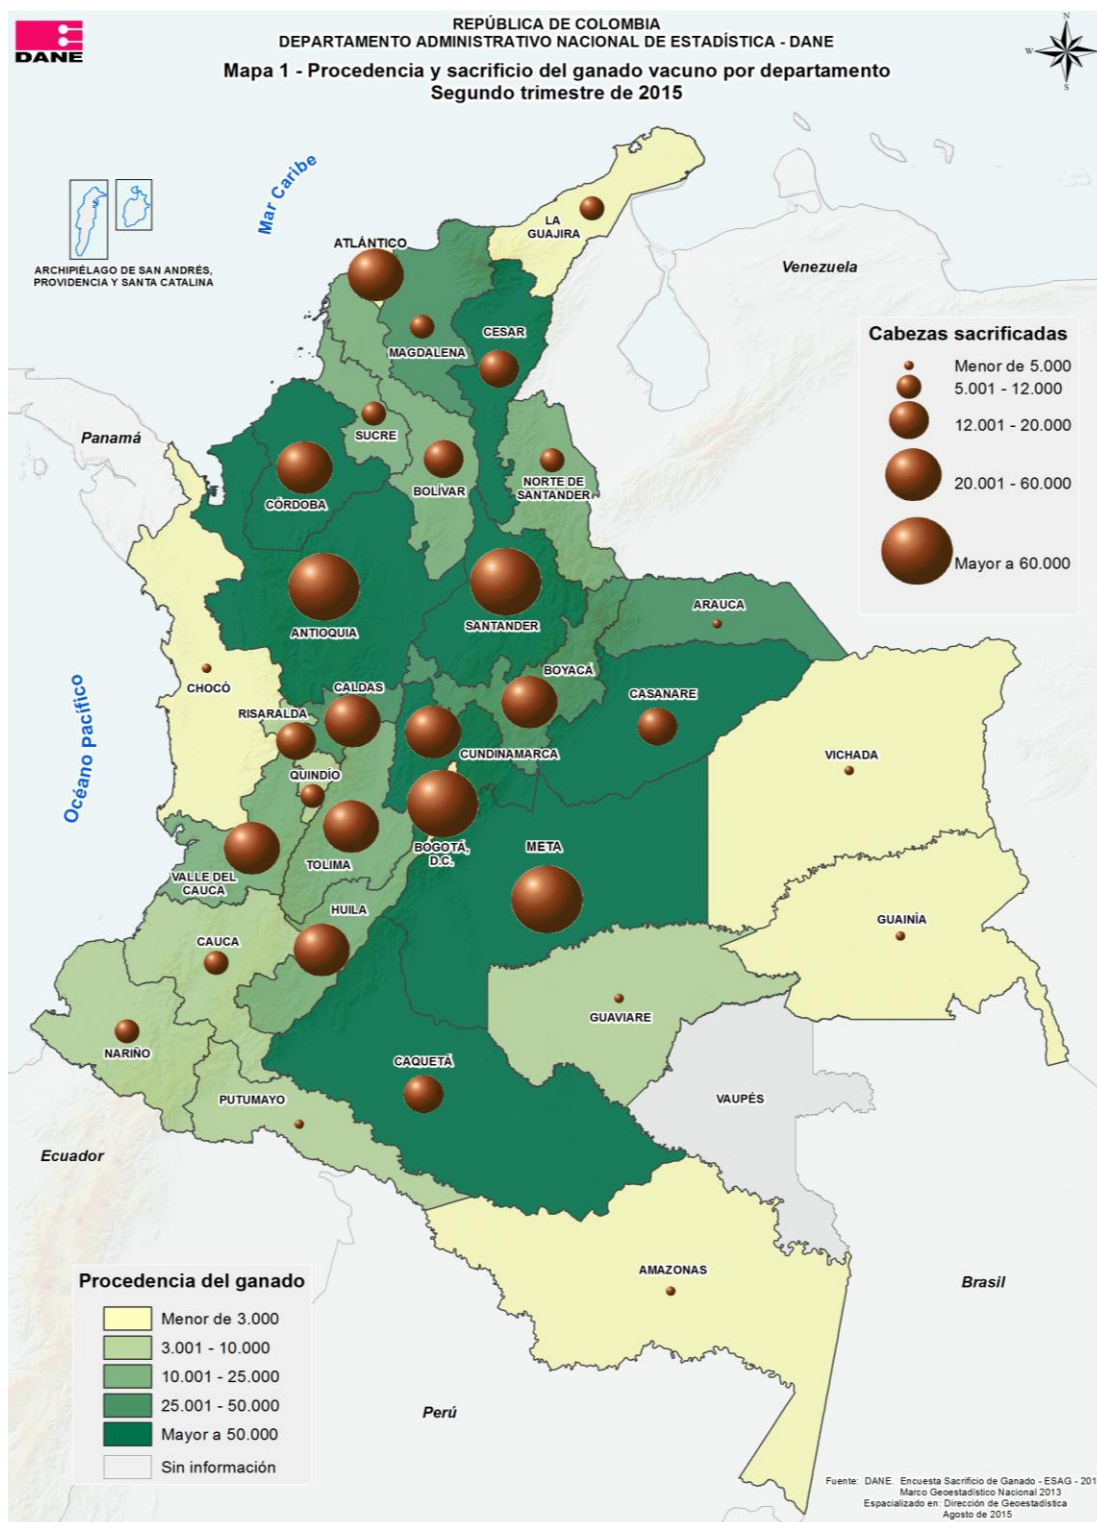 REPÚBLICA DE COLOMBIA
DEPARTAMENTO ADMINISTRATIVO NACIONAL DE ESTADÍSTICA - DANE
Mapa 1 - Procedencia y sacrificio del ganado vacuno por departamento
Segundo trimestre de 2015
DANE
N
W
S
Mar Caribe
ARCHIPIÉLAGO DE SAN ANDRÉS,
PROVIDENCIA Y SANTA CATALINA
LA
GUAJIRA
ATLÁNTICO
Venezuela
MAGDALENA
CESAR
Cabezas sacrificadas
Menor de 5.000
5.001 - 12.000
12.001 - 20.000
20.001 - 60.000
Mayor a 60.000
Panamá
SUCRE
CÓRDOBA
BOLÍVAR
NORTE DE
SANTANDER
ANTIOQUIA
SANTANDER
ARAUCA
CHOCÓ
BOYACÁ
CALDAS
CASANARE
RISARALDA
CUNDINAMARCA
VICHADA
QUINDÍO
Océano Pacífico
BOGOTÁ,
D.C.
META
TOLIMA
VALLE DEL
CAUCA
HUILA
GUAINÍA
CAUCA
GUAVIARE
NARIÑO
CAQUETÁ
PUTUMAYO
VAUPÉS
Ecuador
AMAZONAS
Brasil
Perú
Procedencia del ganado
Menor de 3.000
3.001 - 10.000
10.001 - 25.000
25.001 - 50.000
Mayor a 50.000
Sin información
Fuente: DANE. Encuesta Sacrificio de Ganado - ESAG - 201
Marco Geoestadístico Nacional 2013
Espacializado en: Dirección de Geoestadística
Agosto de 2015